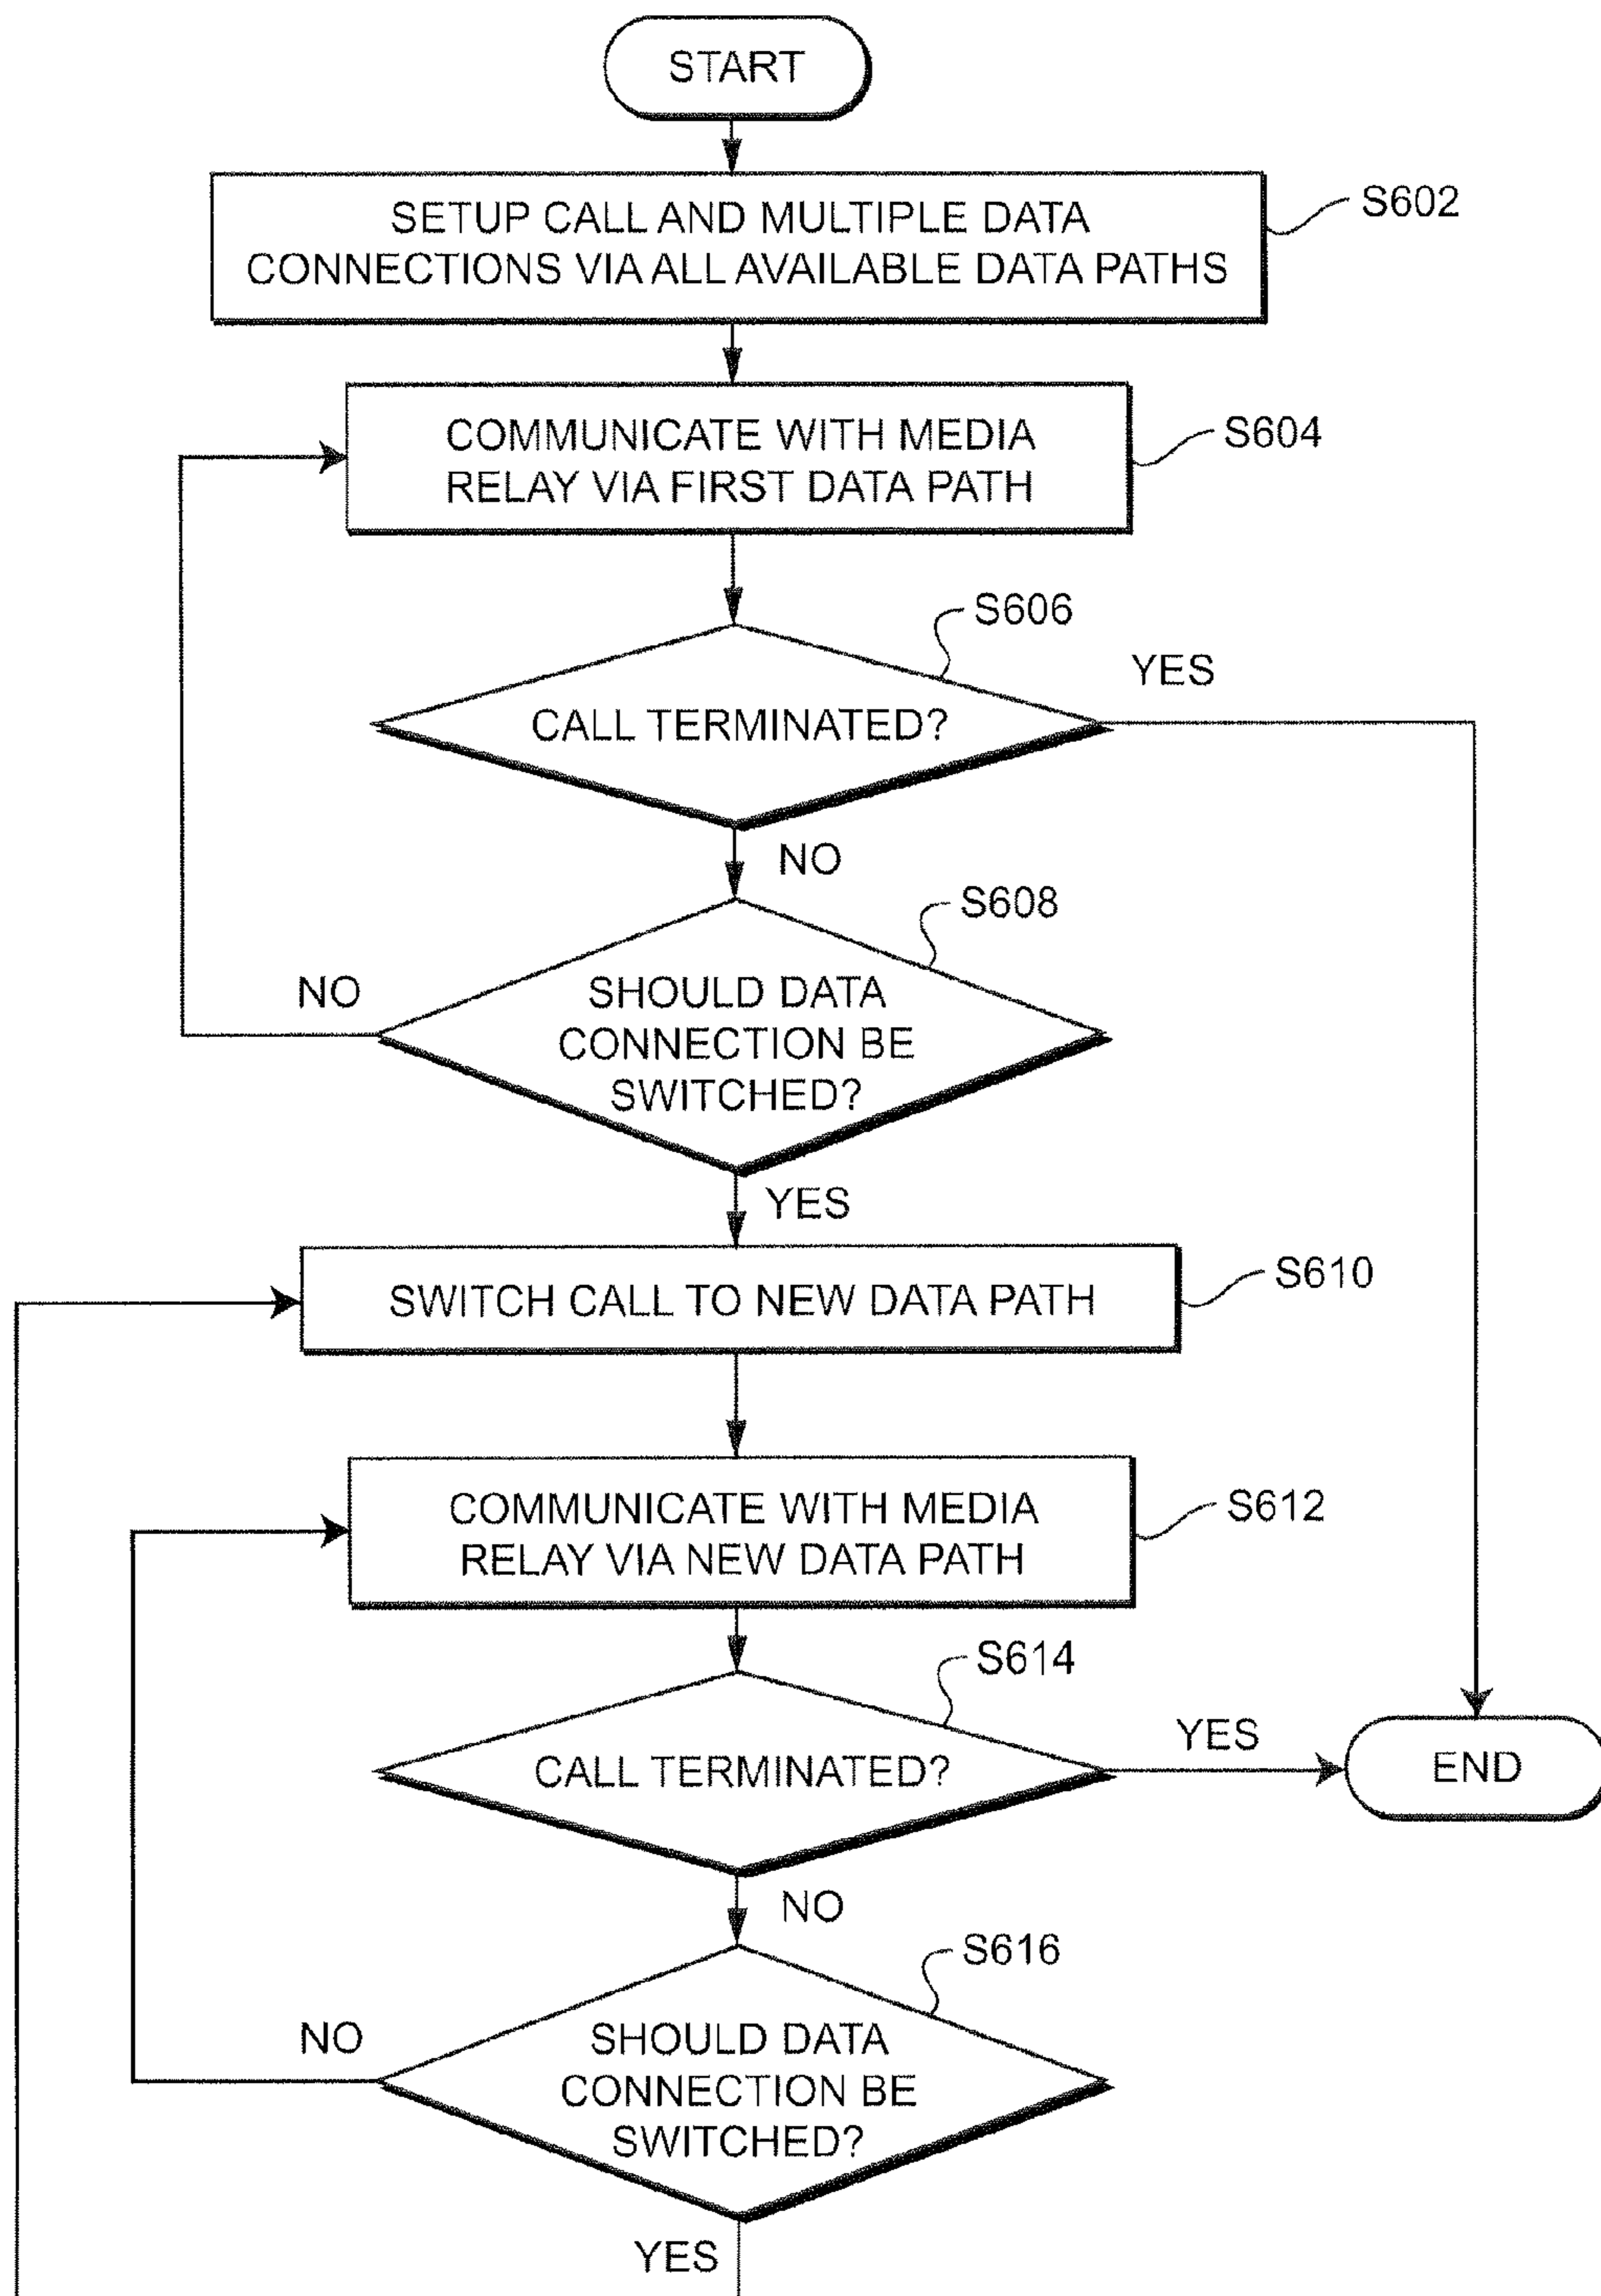 START
SETUP CALL AND MULTIPLE DATA
CONNECTIONS VIA ALL AVAILABLE DATA PATHS
S602
COMMUNICATE WITH MEDIA
RELAY VIA FIRST DATA PATH
S604
S606
YES
CALL TERMINATED?
NO
S608
NO
SHOULD DATA
CONNECTION BE
SWITCHED?
YES
S610
SWITCH CALL TO NEW DATA PATH
COMMUNICATE WITH MEDIA
RELAY VIA NEW DATA PATH
S612
S614
YES
CALL TERMINATED?
END
NO
S616
NO
SHOULD DATA
CONNECTION BE
SWITCHED?
YES